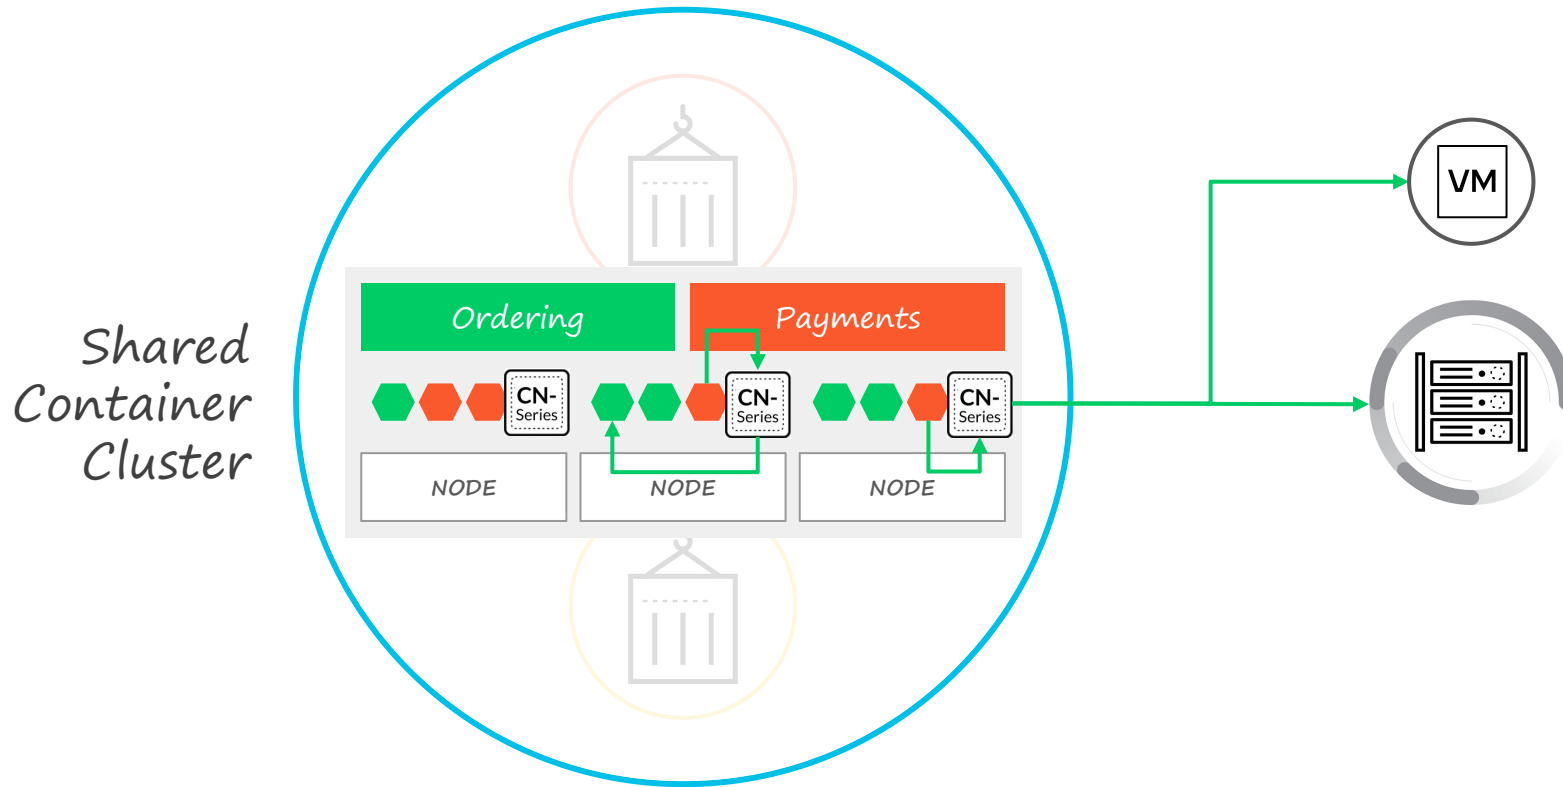 Shared
Container
Cluster
Ordering
Payments
CN-
Series
CN-
Series
CN-
Series
NODE
NODE
NODE
VM